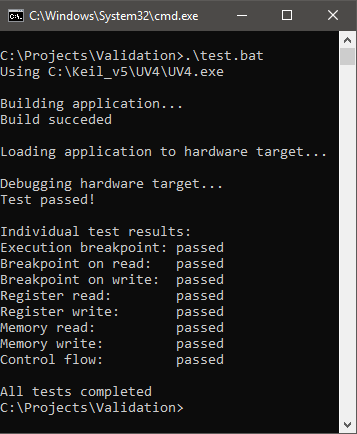 C:\Windows\System32\cmd.exe
C:\Projects\Validation>.\test.bat
Using C:\Keil_v5\UV4\UV4.exe
Building application...
Build succeded
Loading application to hardware target...
Debugging hardware target...
Test passed!
Individual test results:
Execution breakpoint: passed
Breakpoint on read: passed
Breakpoint on write: passed
Register read: passed
Register write: passed
Memory read: passed
Memory write: passed
Control flow: passed
All tests completed
C:\Projects\Validation>